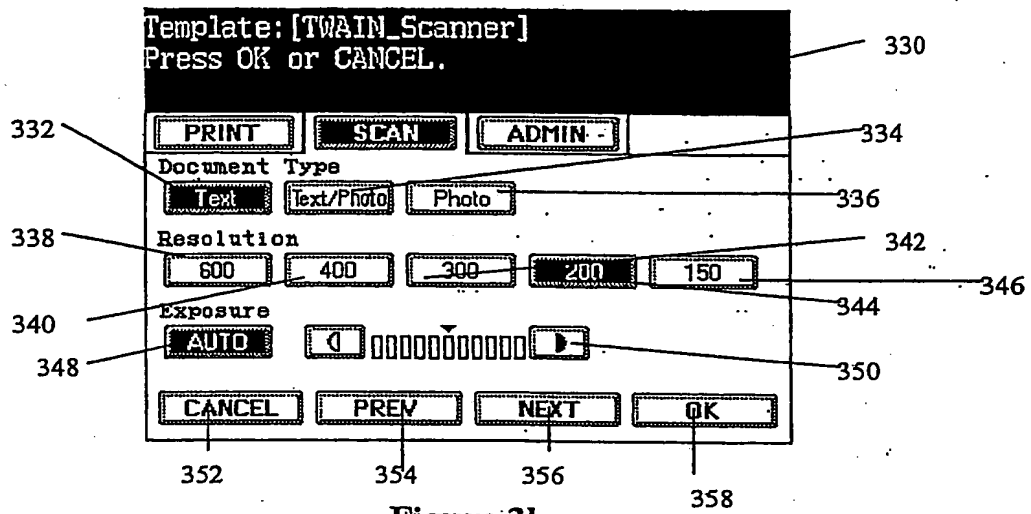 Template:[TWAIN_Scanner]
Press OK or CANCEL.
330
332
PRINT SCAN ADMIN
334
Document Type
Text Text/Photo Photo
336
338
Resolution
342
600 400 300 200 150
346
344
340
Exposure
AUTO
348
350
CANCEL PREV NEXT OK
352 354 356 358